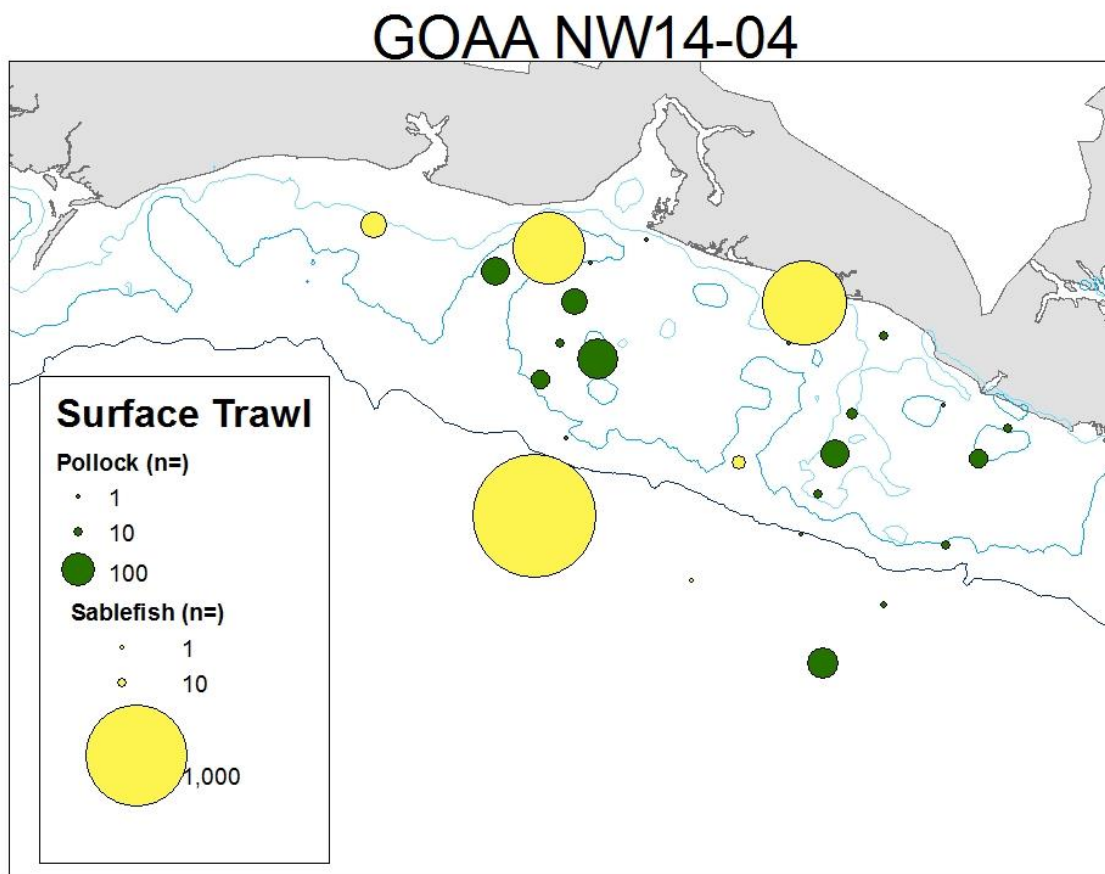 GOAA NW14-04
Surface Trawl
Pollock (n=)
1
10
100
Sablefish (n=)
1
10
1,000